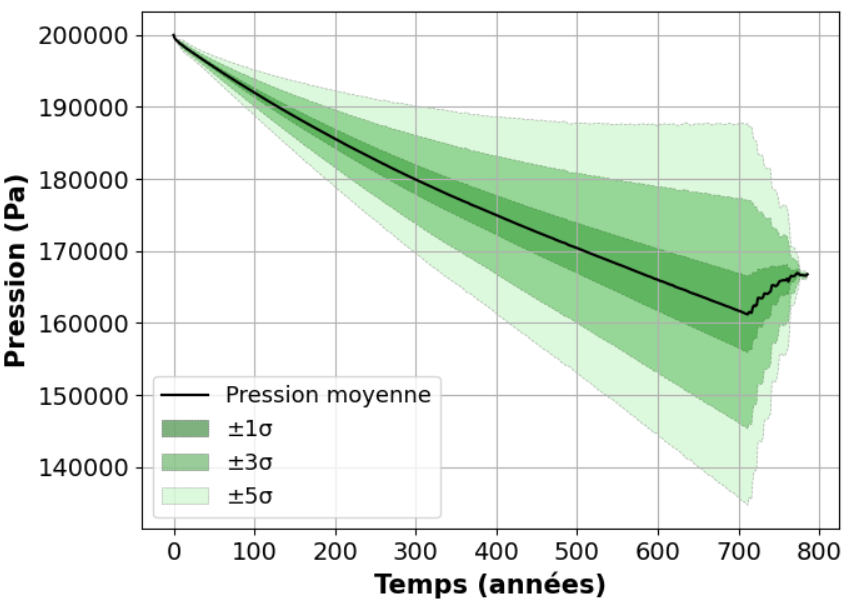 200000
190000
180000
170000
160000
150000
140000
Pression (Pa)
Pression moyenne
±1σ
±3σ
±5σ
0 100 200 300 400 500 600 700 800
Temps (années)